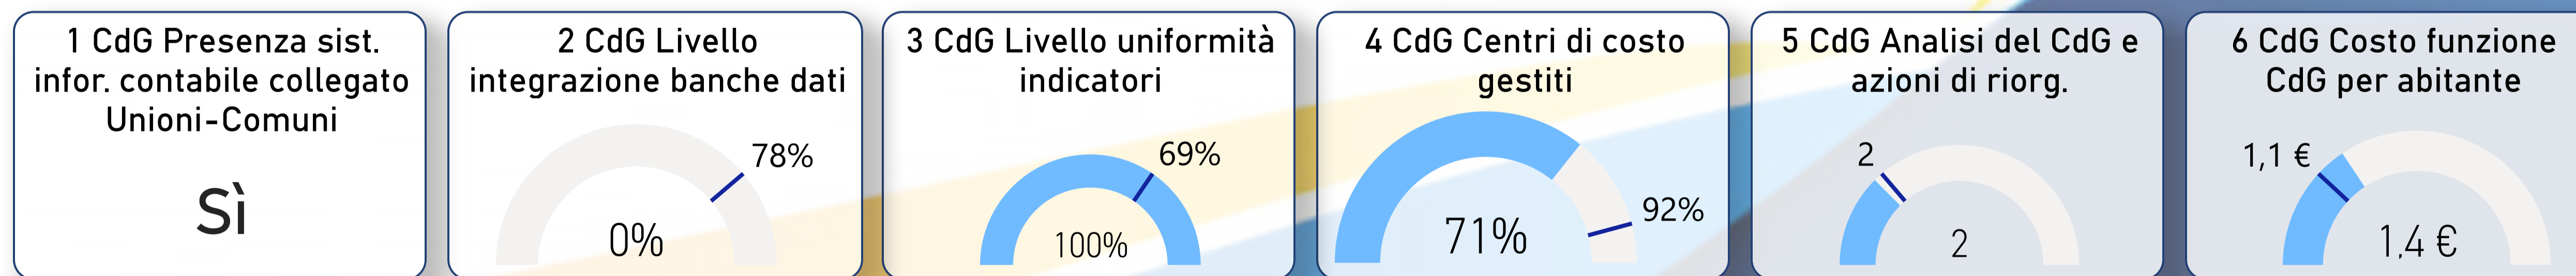 1 CdG Presenza sist.
infor. contabile collegato
Unioni-Comuni
Sì
2 CdG Livello
integrazione banche dati
78%
0%
3 CdG Livello uniformità
indicatori
69%
100%
4 CdG Centri di costo
gestiti
92%
71%
5 CdG Analisi del CdG e
azioni di riorg.
2
2
6 CdG Costo funzione
CdG per abitante
1,1 €
1,4 €